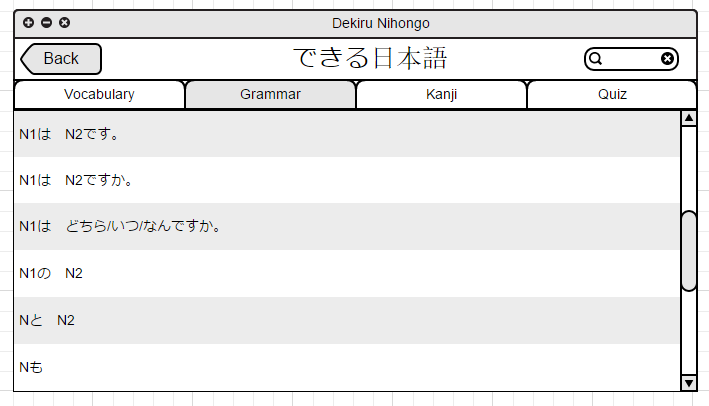 Dekiru Nihongo
Back
できる日本語
Vocabulary
Grammar
Kanji
Quiz
N1は　N2です。
N1は　N2ですか。
N1は　どちら/いつ/なんですか。
N1の　N2
Nと　N2
Nも